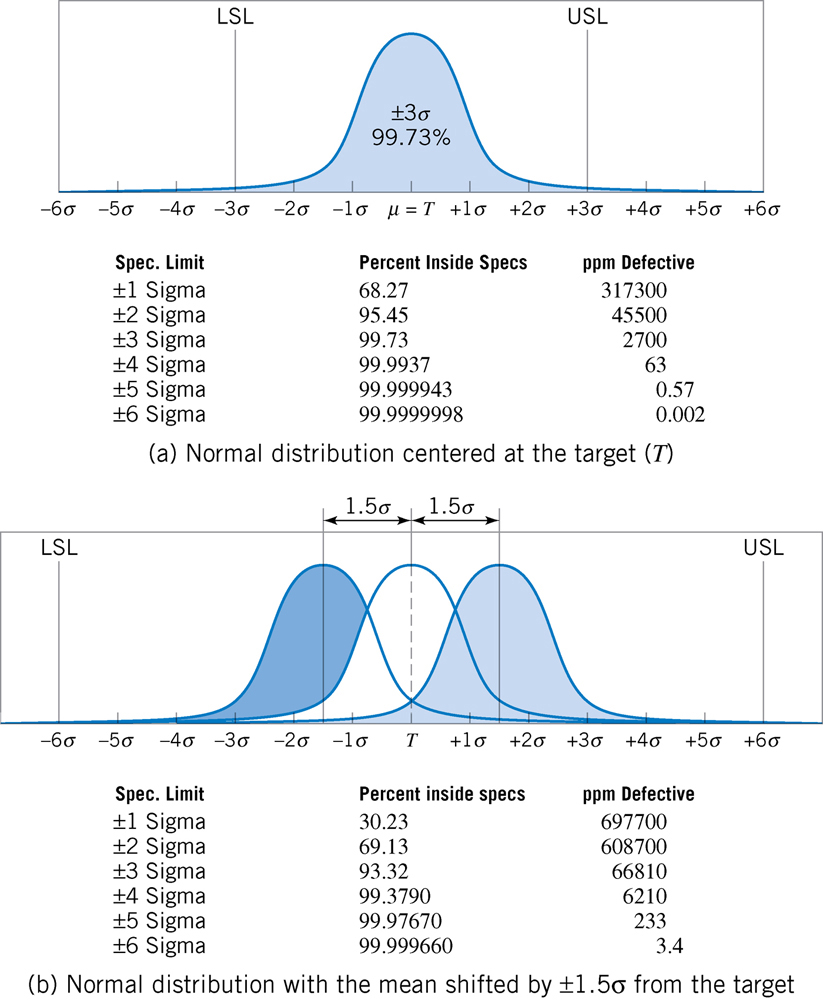 LSL USL
±3σ
99.73%
−6σ −5σ −4σ −3σ −2σ −1σ μ = T +1σ +2σ +3σ +4σ +5σ +6σ
Spec. Limit Percent Inside Specs ppm Defective
±1 Sigma 68.27 317300
±2 Sigma 95.45 45500
±3 Sigma 99.73 2700
±4 Sigma 99.9937 63
±5 Sigma 99.999943 0.57
±6 Sigma 99.9999998 0.002
(a) Normal distribution centered at the target (T)
1.5σ 1.5σ
LSL USL
−6σ −5σ −4σ −3σ −2σ −1σ T +1σ +2σ +3σ +4σ +5σ +6σ
Spec. Limit Percent inside specs ppm Defective
±1 Sigma 30.23 697700
±2 Sigma 69.13 608700
±3 Sigma 93.32 66810
±4 Sigma 99.3790 6210
±5 Sigma 99.97670 233
±6 Sigma 99.999660 3.4
(b) Normal distribution with the mean shifted by ±1.5σ from the target